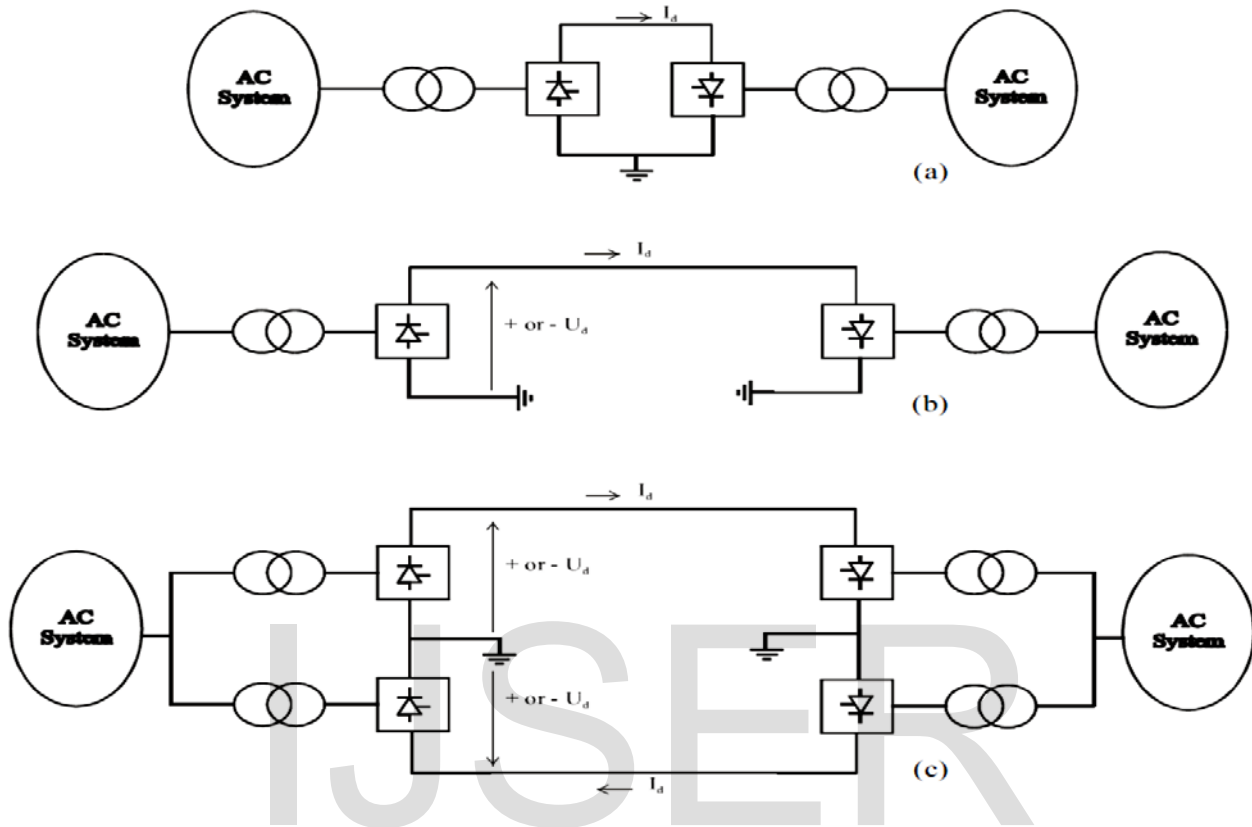 I_d
AC
System
AC
System
(a)
I_d
AC
System
+ or - U_d
AC
System
(b)
I_d
+ or - U_d
AC
System
AC
System
+ or - U_d
(c)
I_d
IJSER